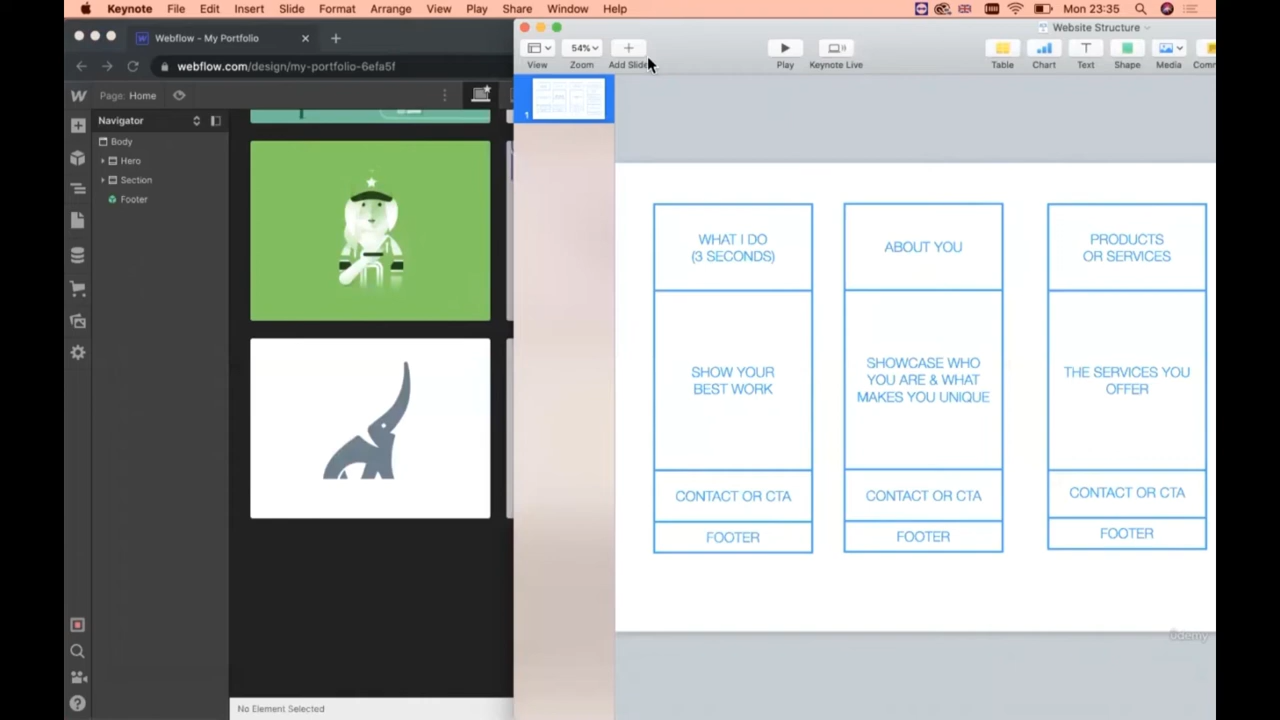 Keynote File Edit Insert Slide Format Arrange View Play Share Window Help Mon 23:35
Webflow - My Portfolio
webflow.com/design/my-portfolio-6efa5f
Page: Home
Navigator
Body
Hero
Section
Footer
No Element Selected
Website Structure
54%
View Zoom Add Slide Play Keynote Live Table Chart Text Shape Media Comm
1
WHAT I DO
(3 SECONDS)
SHOW YOUR
BEST WORK
CONTACT OR CTA
FOOTER
ABOUT YOU
SHOWCASE WHO
YOU ARE & WHAT
MAKES YOU UNIQUE
CONTACT OR CTA
FOOTER
PRODUCTS
OR SERVICES
THE SERVICES YOU
OFFER
CONTACT OR CTA
FOOTER
udemy